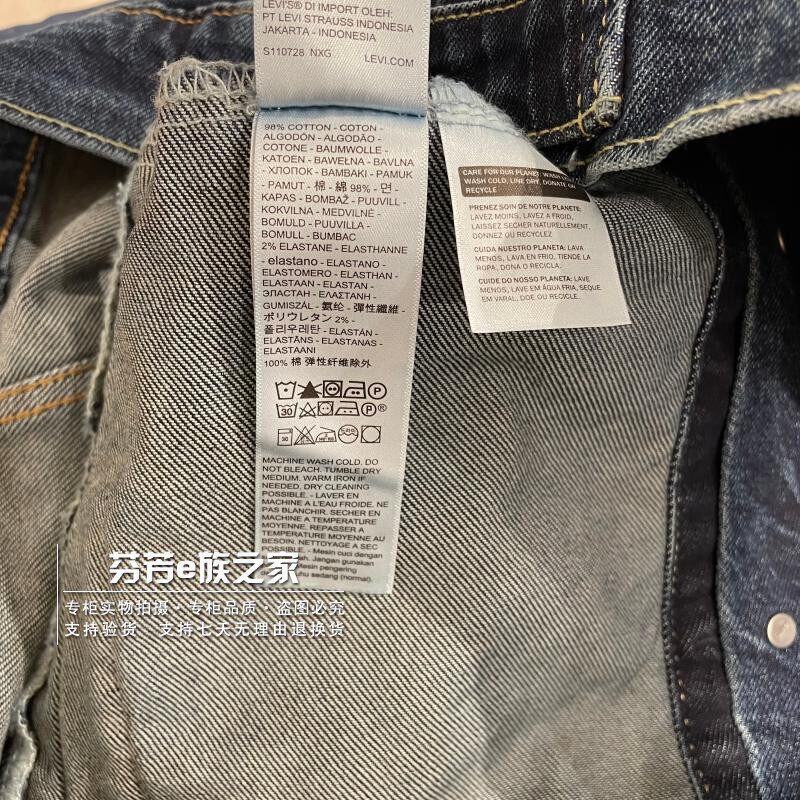 LEVI'S® DI IMPORT OLEH:
PT LEVI STRAUSS INDONESIA
JAKARTA - INDONESIA
S110728 NXG
LEVI.COM
98% COTTON - COTON -
ALGODÓN - ALGODÃO -
COTONE - BAUMWOLLE -
KATOEN - BAWEŁNA - BAVLNA
- ХЛОПОК - BAMBAKI - PAMUK
- PAMUT - 棉 - 綿 98% - 면 -
KAPAS - BOMBAŽ - PUUVILL -
KOKVILNA - MEDVILNĖ -
BOMULD - PUUVILLA -
BOMULL - BUMBAC
2% ELASTANE - ELASTHANNE
- elastano - ELASTANO -
ELASTOMERO - ELASTHAN -
ELASTAAN - ELASTAN -
ЭЛАСТАН - ΕΛΑΣΤΑΝΗ -
GUMISZÁL - 氨纶 - 彈性纖維 -
ポリウレタン 2% -
폴리우레탄 - ELASTÁN -
ELASTĀNS - ELASTANAS -
ELASTAANI
100% 棉 弹性纤维除外
30
P
P
30
MACHINE WASH COLD. DO
NOT BLEACH. TUMBLE DRY
MEDIUM. WARM IRON IF
NEEDED. DRY CLEANING
POSSIBLE. - LAVER EN
MACHINE A L'EAU FROIDE. NE
PAS BLANCHIR. SECHER EN
MACHINE A TEMPERATURE
MOYENNE. REPASSER A
TEMPERATURE MOYENNE AU
BESOIN. NETTOYAGE A SEC
POSSIBLE. - Mesin cuci dengan
Jangan gunakan
Mesin pengering
sedang (normal).
CARE FOR OUR PLANET: WASH
WASH COLD, LINE DRY, DONATE OR
RECYCLE
PRENEZ SOIN DE NOTRE PLANETE:
LAVEZ MOINS, LAVEZ A FROID,
LAISSEZ SECHER NATURELLEMENT,
DONNEZ OU RECYCLEZ
CUIDA NUESTRO PLANETA: LAVA
MENOS, LAVA EN FRIO, TIENDE LA
ROPA, DONA O RECICLA.
CUIDE DO NOSSO PLANETA: LAVE
MENOS, LAVE EM ÁGUA FRIA, SEQUE
EM VARAL, DOE OU RECICLE.
芬芳e族之家
专柜实物拍摄·专柜品质·盗图必究
支持验货·支持七天无理由退换货